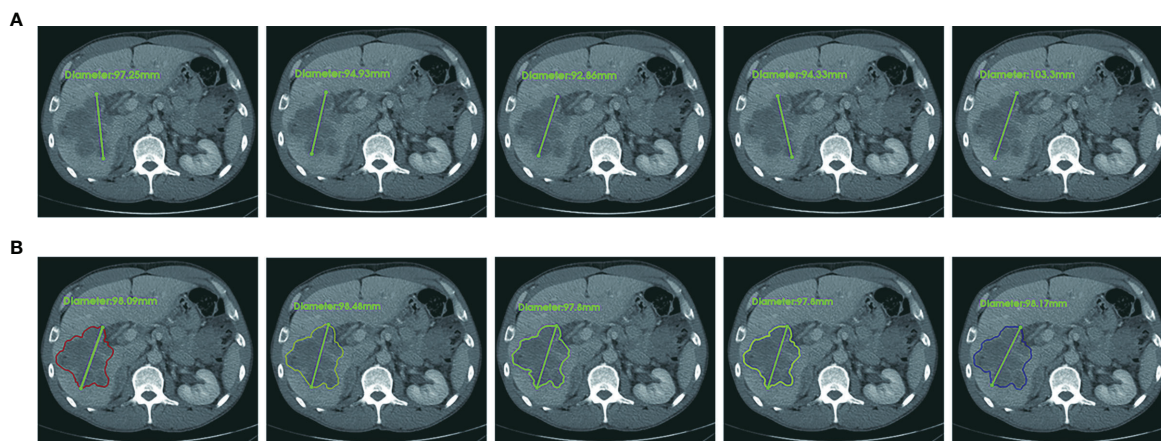 A
Diameter:97.25mm
Diameter:94.93mm
Diameter:92.86mm
Diameter:94.33mm
Diameter:103.3mm
B
Diameter:98.09mm
Diameter:98.46mm
Diameter:97.8mm
Diameter:97.8mm
Diameter:98.17mm